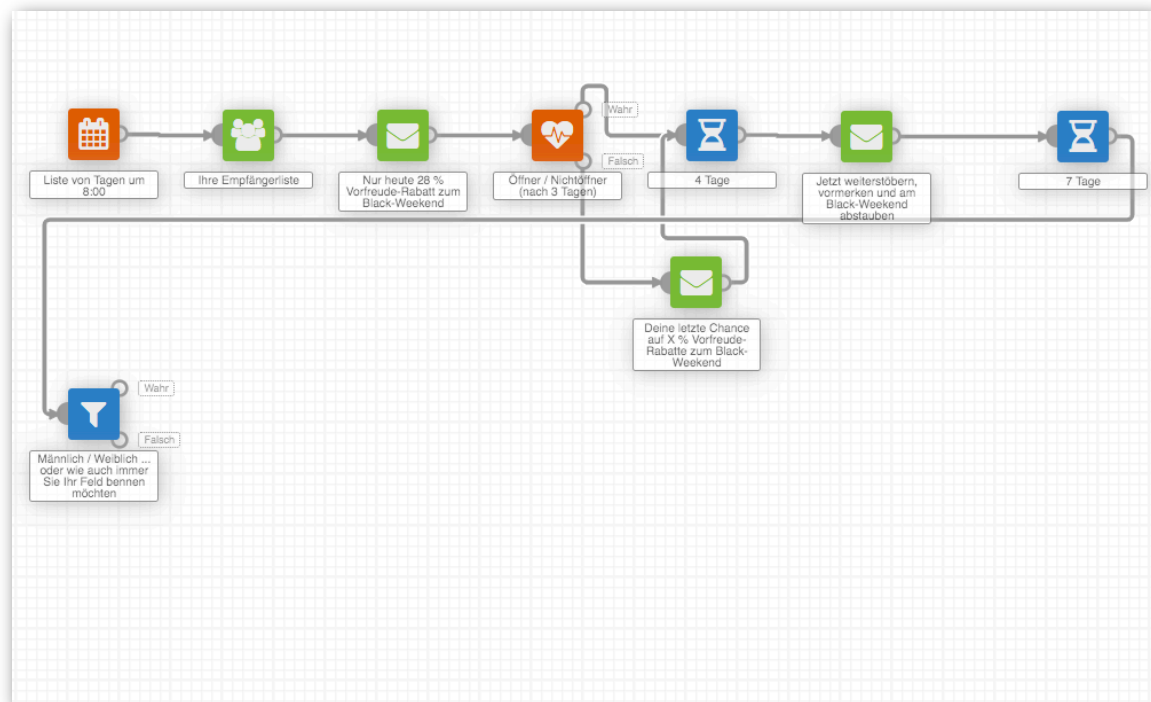 Wahr
Falsch
Liste von Tagen um
8:00
Ihre Empfängerliste
Nur heute 28 %
Vorfreude-Rabatt zum
Black-Weekend
Öffner / Nichtöffner
(nach 3 Tagen)
4 Tage
Jetzt weiterstöbern,
vormerken und am
Black-Weekend
abstauben
7 Tage
Deine letzte Chance
auf X % Vorfreude-
Rabatte zum Black-
Weekend
Wahr
Falsch
Männlich / Weiblich ...
oder wie auch immer
Sie Ihr Feld bennen
möchten